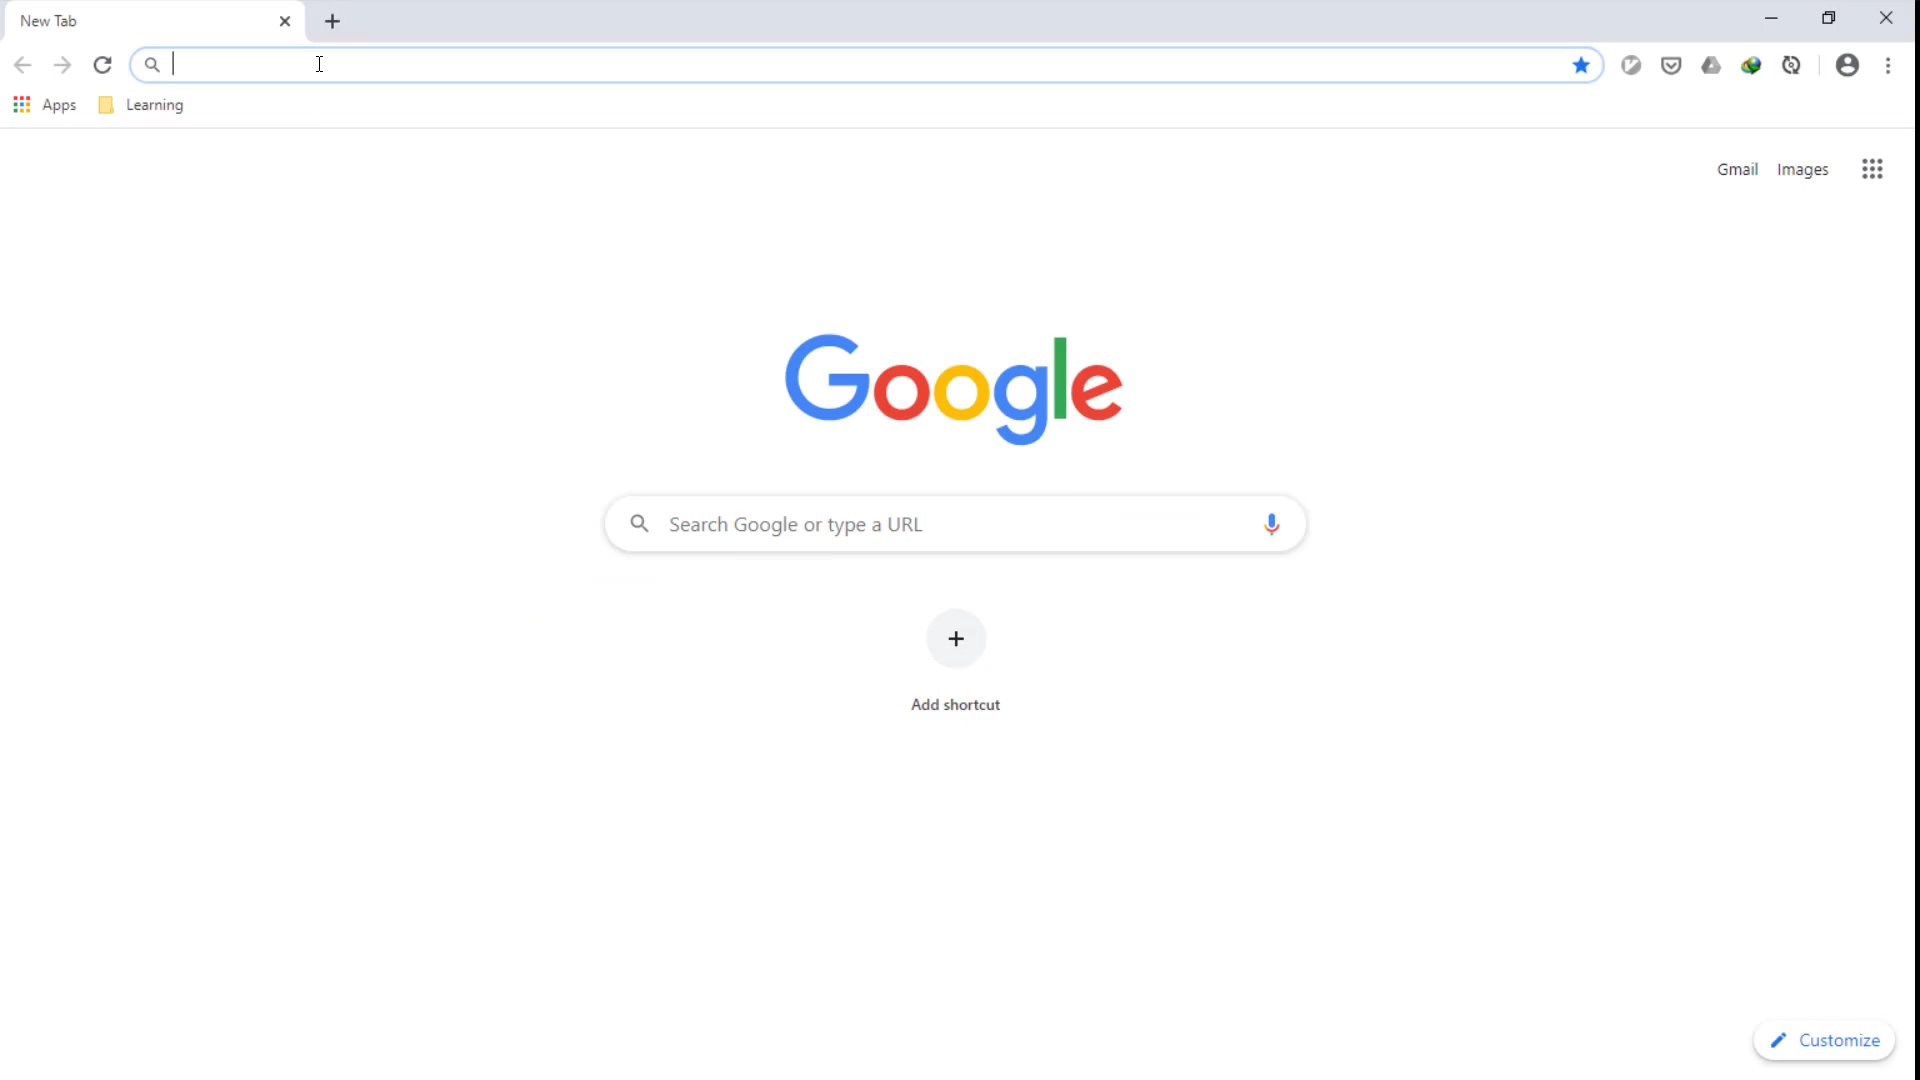 New Tab
Apps Learning
Gmail Images
Google
Search Google or type a URL
Add shortcut
Customize